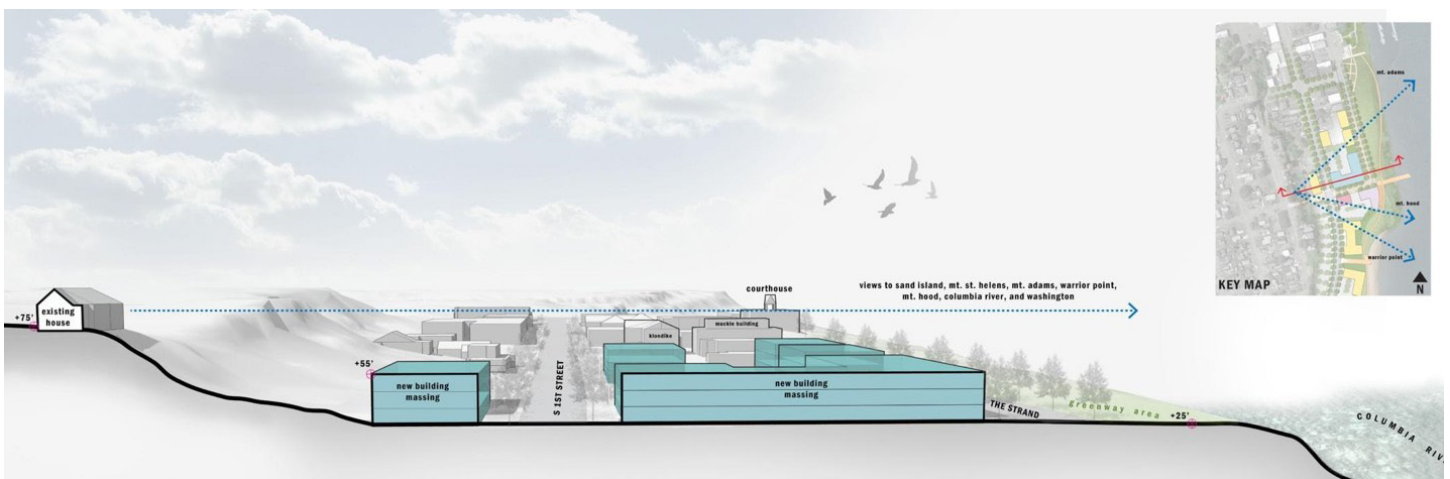 +75'
existing
house
+55'
new building
massing
S 1ST STREET
klondike
muckle building
courthouse
views to sand island, mt. st. helens, mt. adams, warrior point,
mt. hood, columbia river, and washington
new building
massing
THE STRAND
greenway area
+25'
COLUMBIA RIV
mt. adams
mt. hood
warrior point
KEY MAP
N